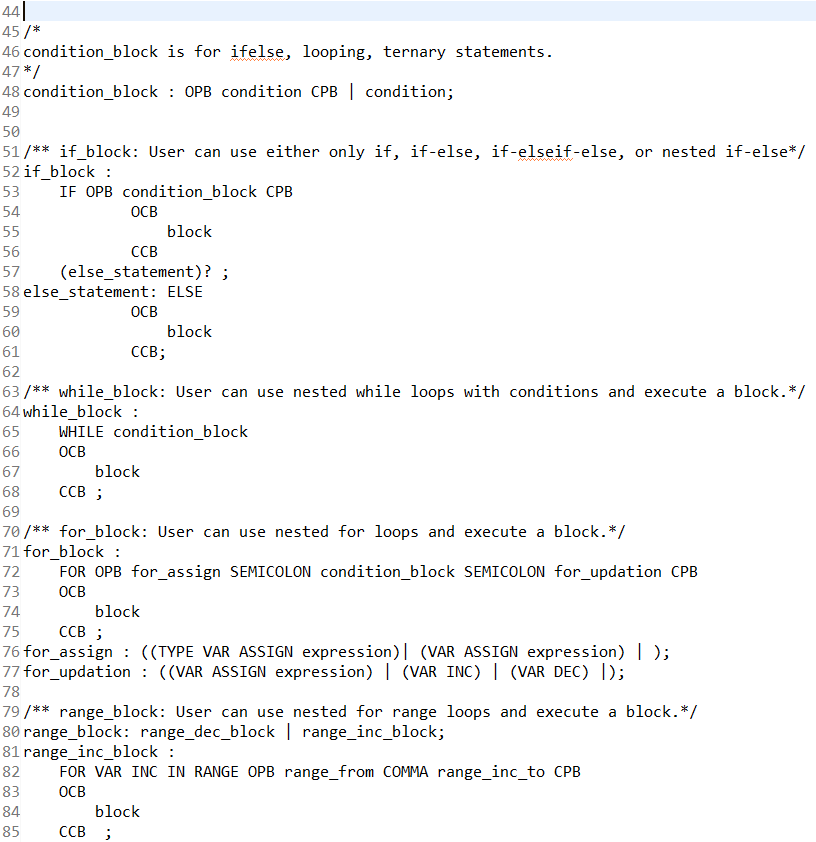 44
45 /*
46 condition_block is for ifelse, looping, ternary statements.
47 */
48 condition_block : OPB condition CPB | condition;
49
50
51 /** if_block: User can use either only if, if-else, if-elseif-else, or nested if-else*/
52 if_block :
53     IF OPB condition_block CPB
54             OCB
55                 block
56             CCB
57     (else_statement)? ;
58 else_statement: ELSE
59             OCB
60                 block
61             CCB;
62
63 /** while_block: User can use nested while loops with conditions and execute a block.*/
64 while_block :
65     WHILE condition_block
66     OCB
67         block
68     CCB ;
69
70 /** for_block: User can use nested for loops and execute a block.*/
71 for_block :
72     FOR OPB for_assign SEMICOLON condition_block SEMICOLON for_updation CPB
73     OCB
74         block
75     CCB ;
76 for_assign : ((TYPE VAR ASSIGN expression)| (VAR ASSIGN expression) | );
77 for_updation : ((VAR ASSIGN expression) | (VAR INC) | (VAR DEC) |);
78
79 /** range_block: User can use nested for range loops and execute a block.*/
80 range_block: range_dec_block | range_inc_block;
81 range_inc_block :
82     FOR VAR INC IN RANGE OPB range_from COMMA range_inc_to CPB
83     OCB
84         block
85     CCB  ;